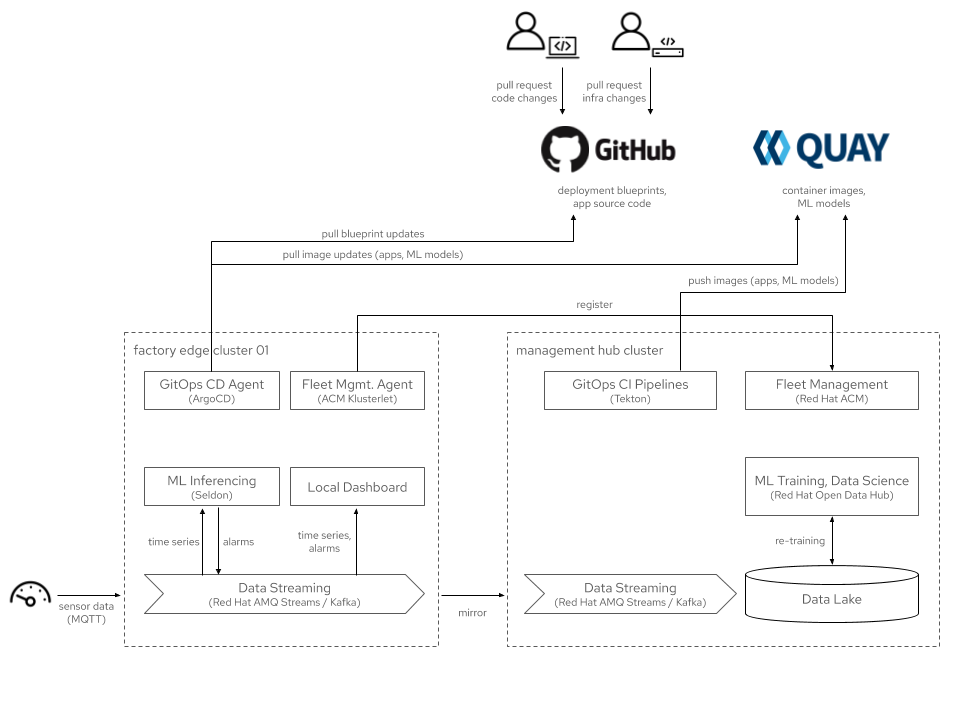 </>
</>
pull request
code changes
pull request
infra changes
GitHub
QUAY
deployment blueprints,
app source code
container images,
ML models
pull blueprint updates
pull image updates (apps, ML models)
push images (apps, ML models)
register
factory edge cluster 01
management hub cluster
GitOps CD Agent
(ArgoCD)
Fleet Mgmt. Agent
(ACM Klusterlet)
GitOps CI Pipelines
(Tekton)
Fleet Management
(Red Hat ACM)
ML Inferencing
(Seldon)
Local Dashboard
ML Training, Data Science
(Red Hat Open Data Hub)
time series
alarms
time series,
alarms
re-training
Data Streaming
(Red Hat AMQ Streams / Kafka)
Data Streaming
(Red Hat AMQ Streams / Kafka)
Data Lake
sensor data
(MQTT)
mirror